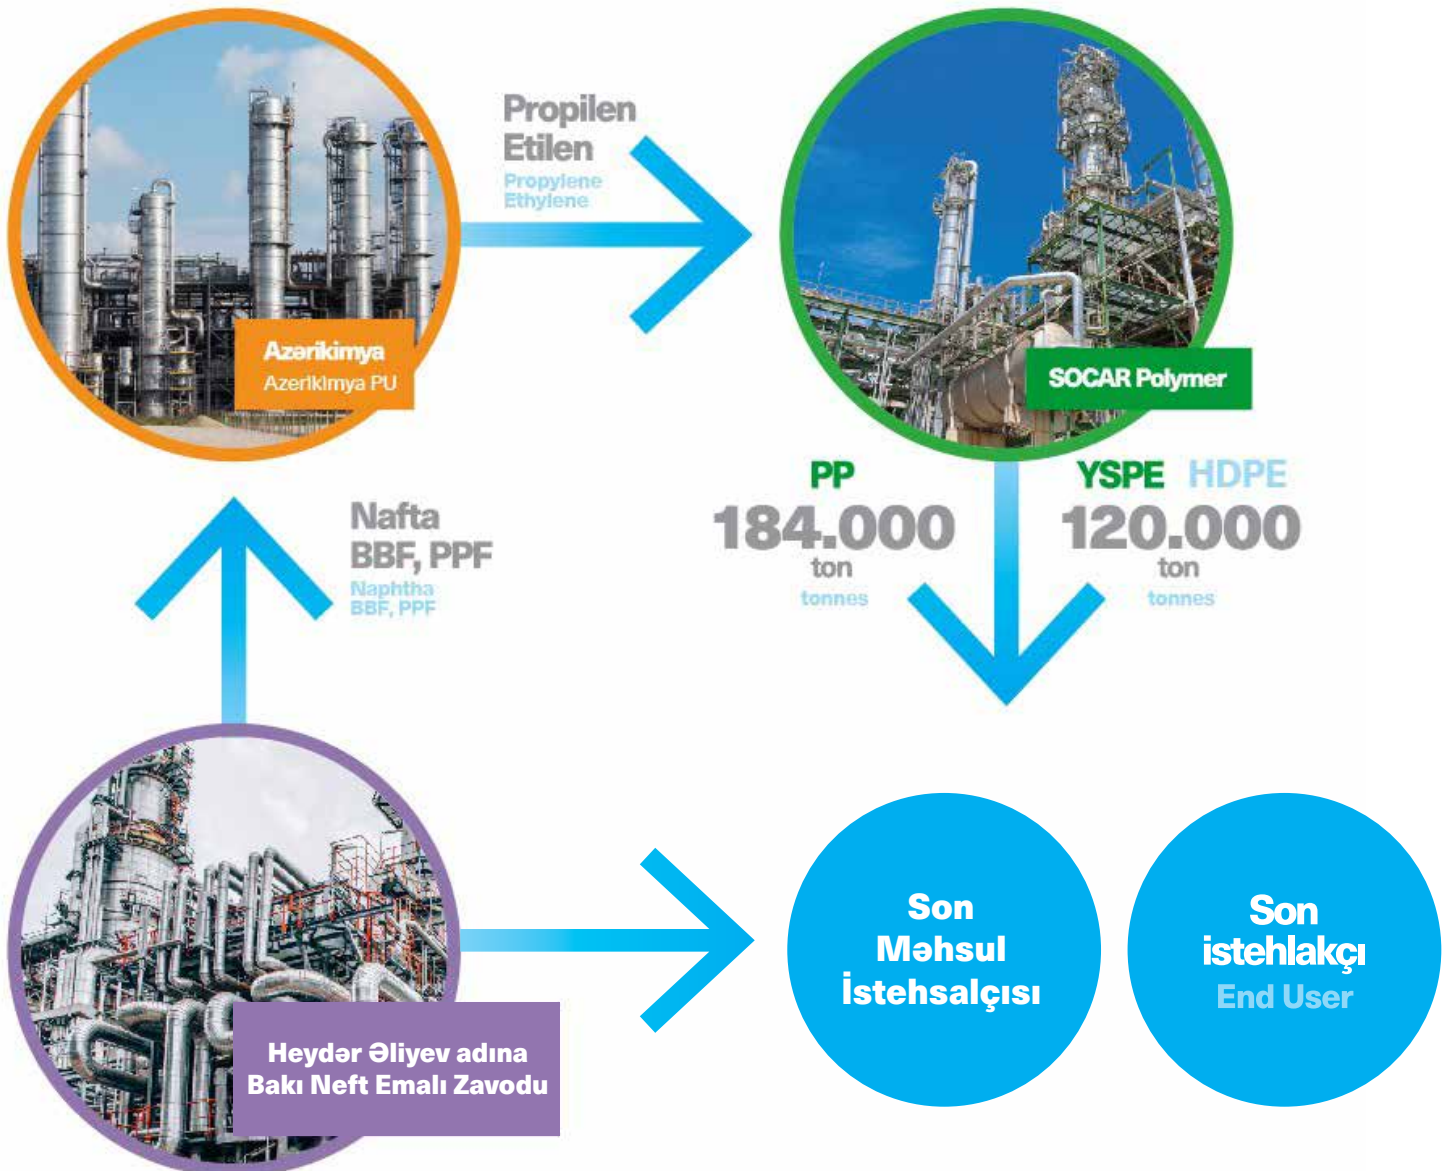 Propilen
Etilen
Propylene
Ethylene
Azərikimya
Azerikimya PU
SOCAR Polymer
PP
184.000
ton
tonnes
YSPE HDPE
120.000
ton
tonnes
Nafta
BBF, PPF
Naphtha
BBF, PPF
Son
Məhsul
İstehsalçısı
Son
istehlakçı
End User
Heydər Əliyev adına
Bakı Neft Emalı Zavodu